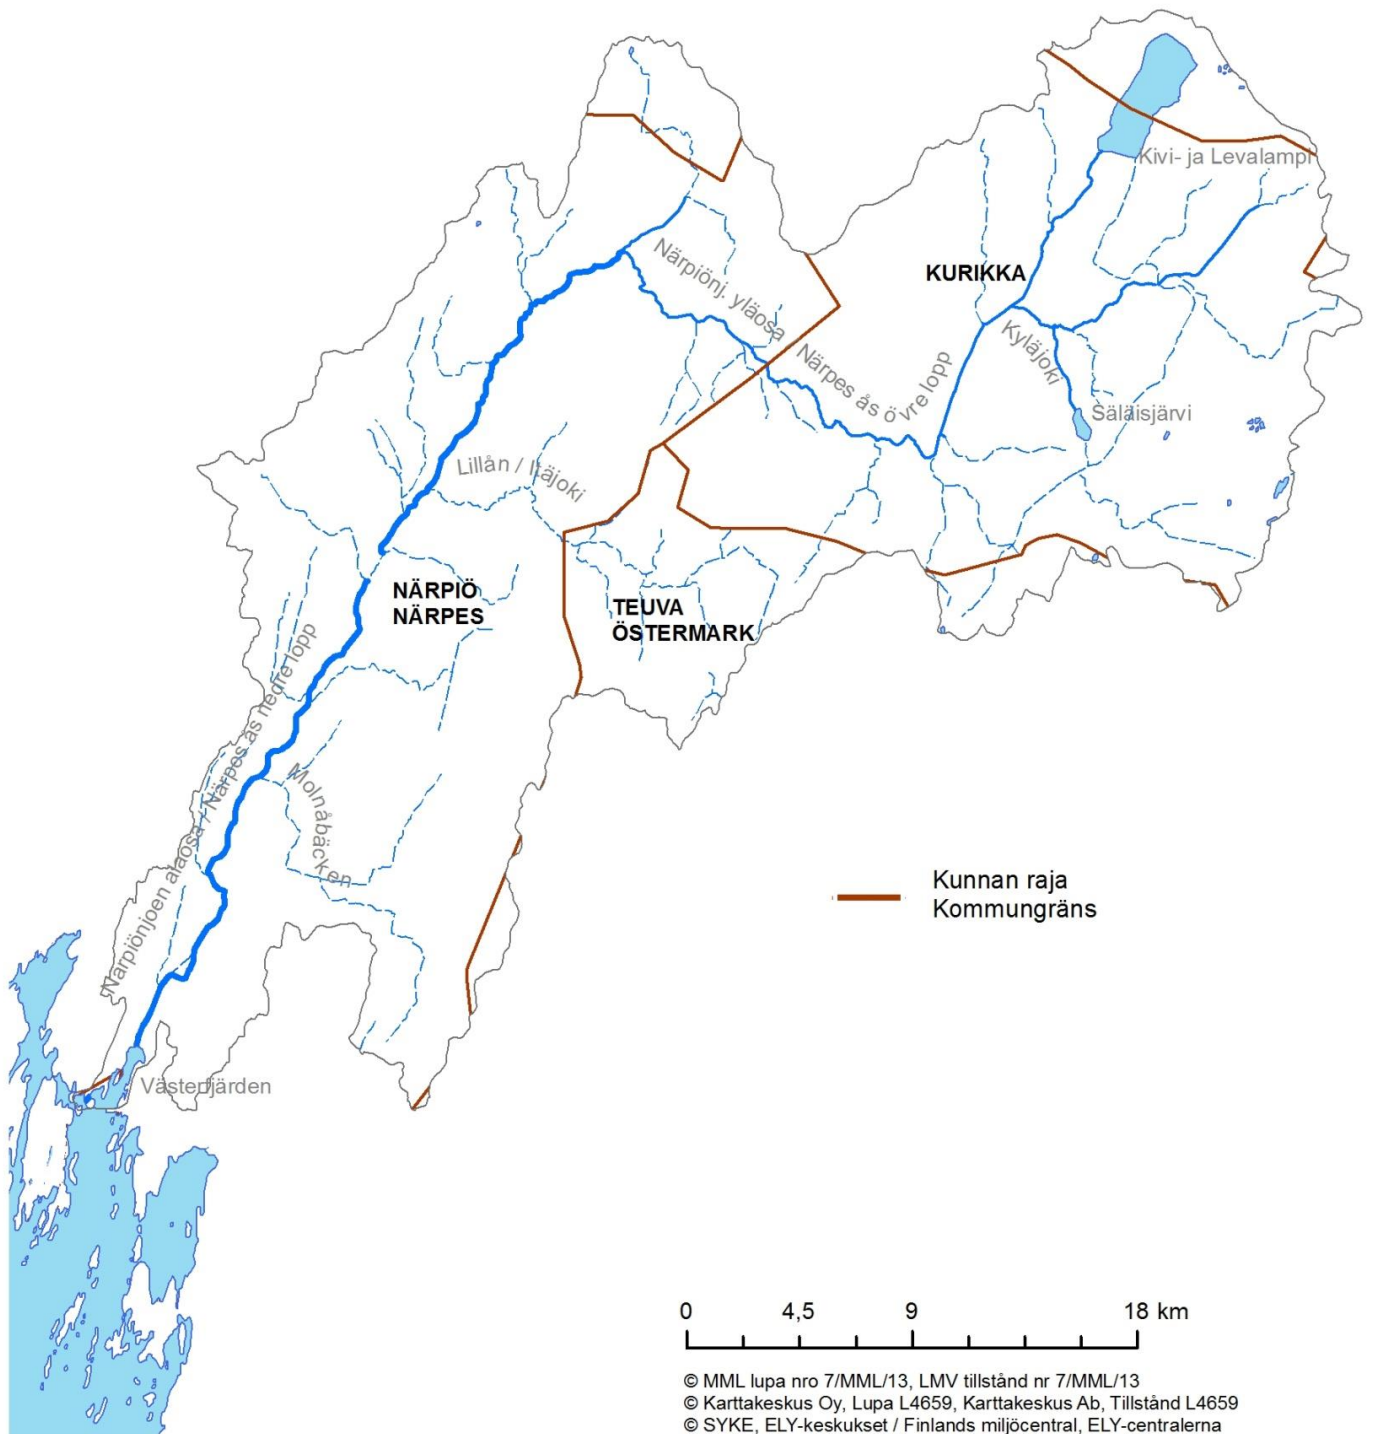 Kivi- ja Levalampi
KURIKKA
Närpiönj. yläosa
Närpes ås övre lopp
Kyläjoki
Säläisjärvi
Lillån / Itäjoki
NÄRPIÖ
NÄRPES
TEUVA
ÖSTERMARK
Närpiönjoen alaosa / Närpes ås nedre lopp
Molnåbäcken
Kunnan raja
Kommungräns
Västerfjärden
0 4,5 9 18 km
© MML lupa nro 7/MML/13, LMV tillstånd nr 7/MML/13
© Karttakeskus Oy, Lupa L4659, Karttakeskus Ab, Tillstånd L4659
© SYKE, ELY-keskukset / Finlands miljöcentral, ELY-centralerna